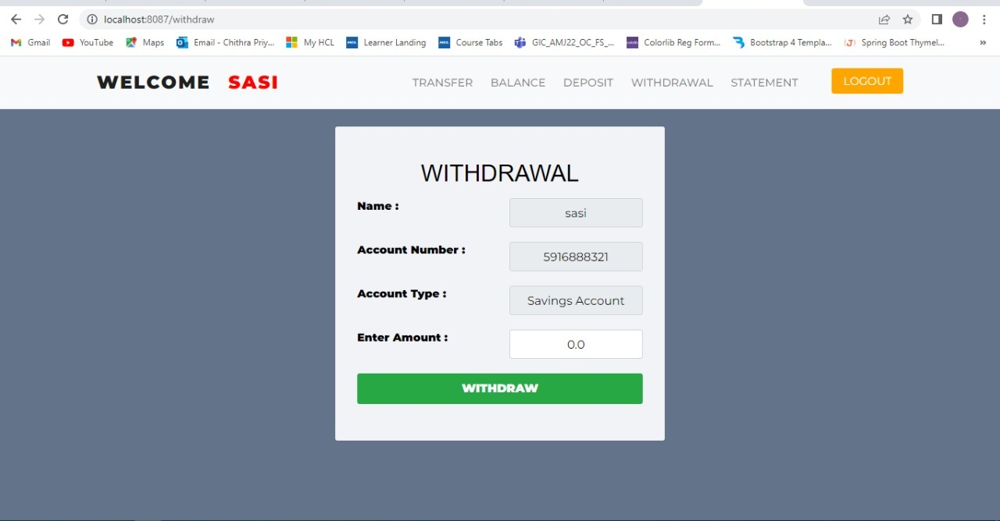 localhost:8087/withdraw
Gmail YouTube Maps Email - Chithra Priy... My HCL Learner Landing Course Tabs GIC_AMJ22_OC_FS_... Colorlib Reg Form... Bootstrap 4 Templa... Spring Boot Thymel... »
WELCOME SASI TRANSFER BALANCE DEPOSIT WITHDRAWAL STATEMENT LOGOUT
WITHDRAWAL
Name : sasi
Account Number : 5916888321
Account Type : Savings Account
Enter Amount : 0.0
WITHDRAW